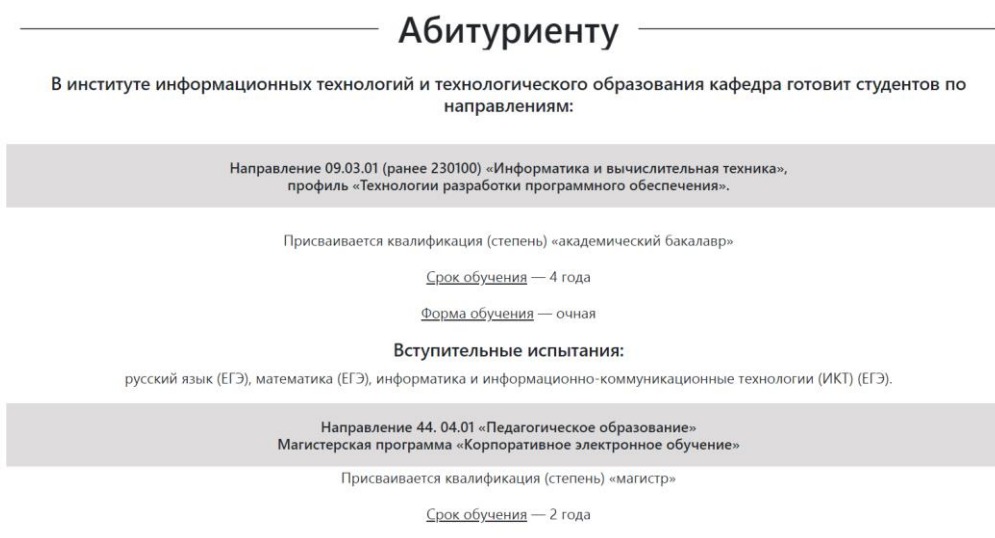 Абитуриенту
В институте информационных технологий и технологического образования кафедра готовит студентов по
направлениям:
Направление 09.03.01 (ранее 230100) «Информатика и вычислительная техника»,
профиль «Технологии разработки программного обеспечения».
Присваивается квалификация (степень) «академический бакалавр»
Срок обучения — 4 года
Форма обучения — очная
Вступительные испытания:
русский язык (ЕГЭ), математика (ЕГЭ), информатика и информационно-коммуникационные технологии (ИКТ) (ЕГЭ).
Направление 44. 04.01 «Педагогическое образование»
Магистерская программа «Корпоративное электронное обучение»
Присваивается квалификация (степень) «магистр»
Срок обучения — 2 года